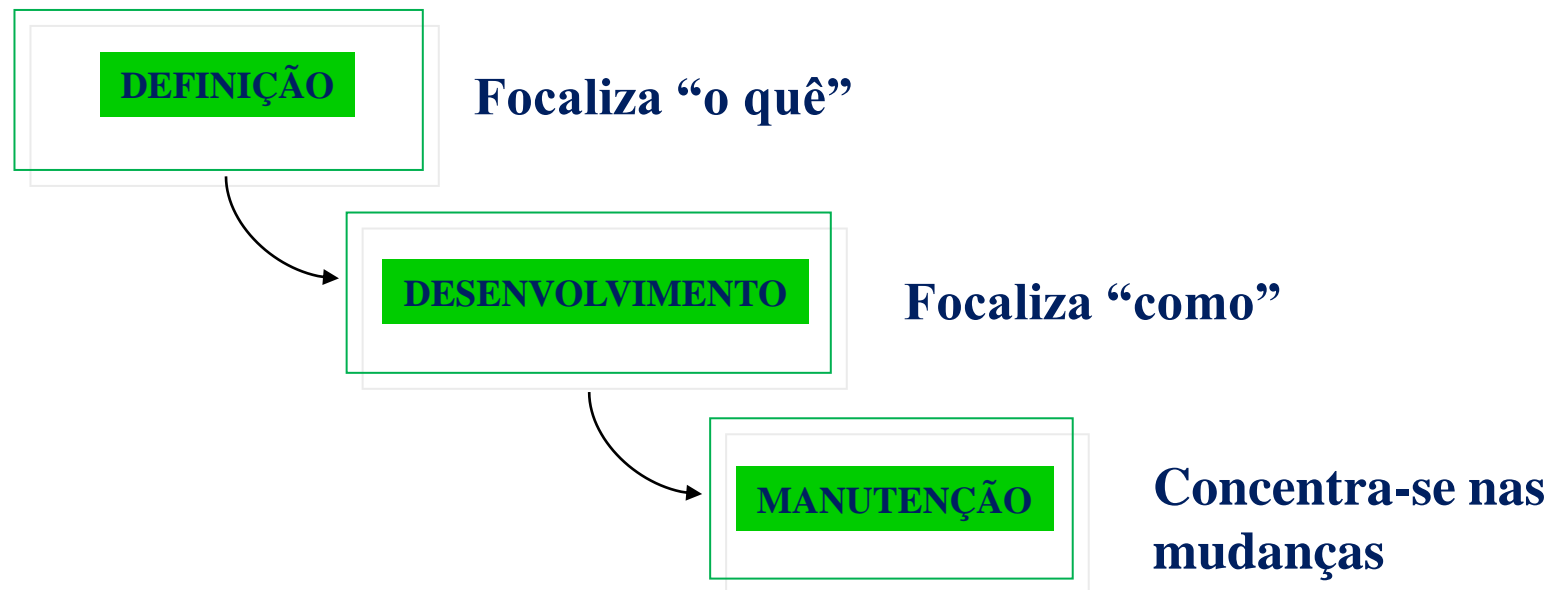 DEFINIÇÃO
Focaliza “o quê”
DESENVOLVIMENTO
Focaliza “como”
MANUTENÇÃO
Concentra-se nas
mudanças